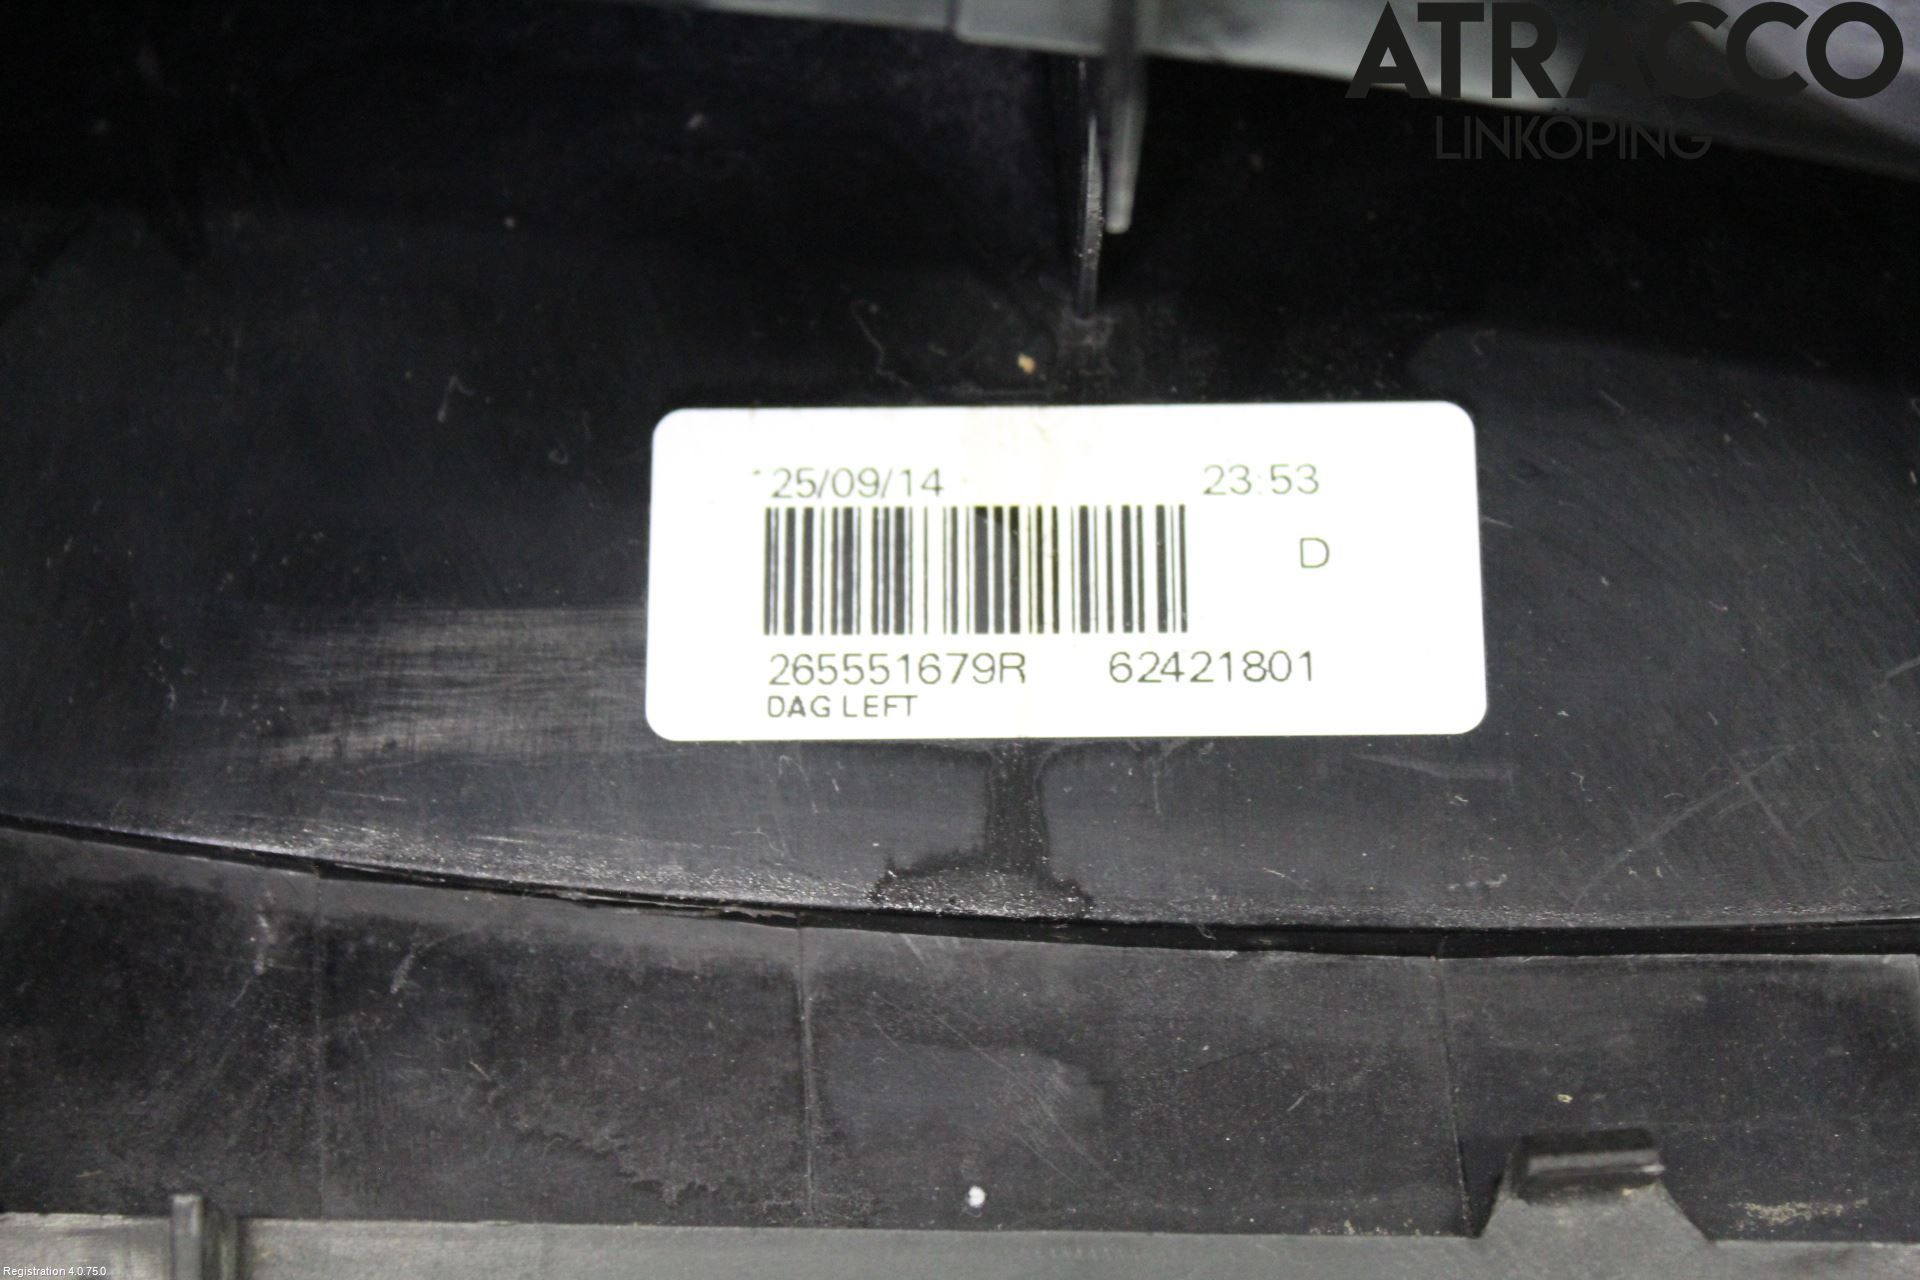 ATRACCO
LINKÖPING
25/09/14 23:53
D
265551679R 62421801
DAG LEFT
Registration 4.0.75.0